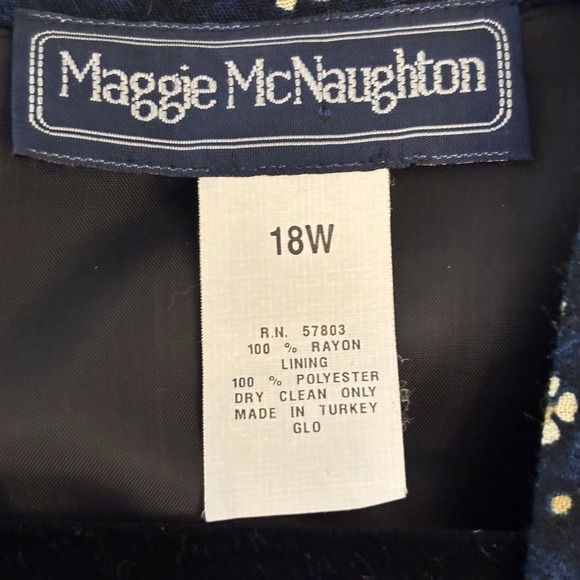 Maggie McNaughton
18W
R.N. 57803
100 % RAYON
LINING
100 % POLYESTER
DRY CLEAN ONLY
MADE IN TURKEY
GLO